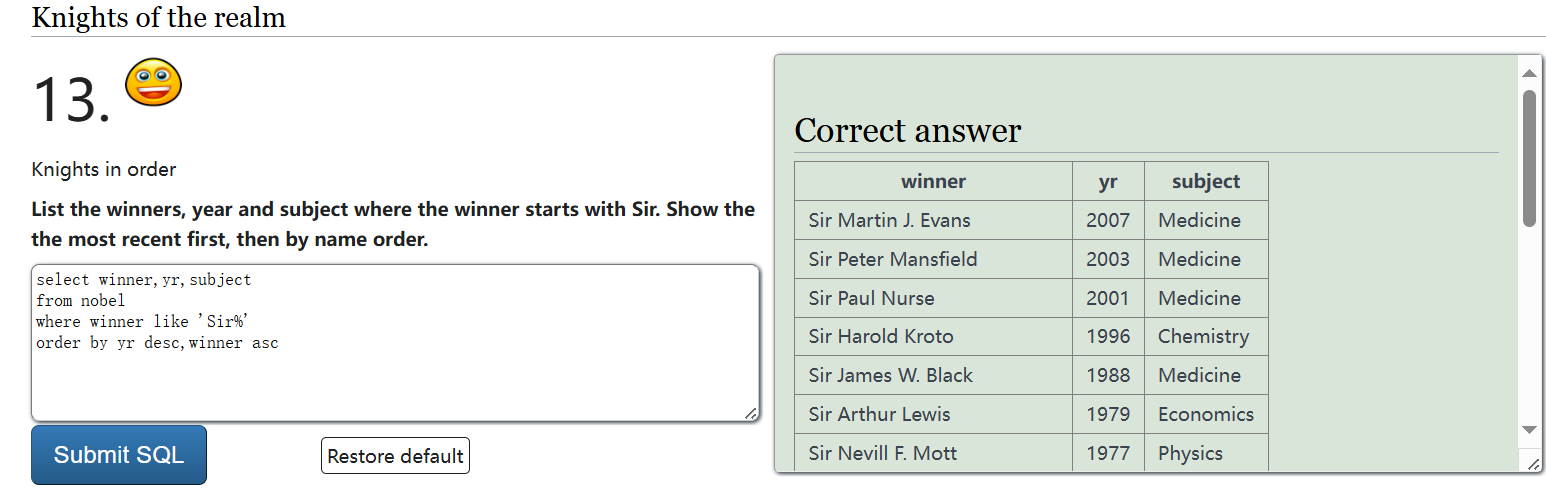 Knights of the realm
13.
Knights in order
List the winners, year and subject where the winner starts with Sir. Show the
the most recent first, then by name order.
select winner,yr,subject
from nobel
where winner like 'Sir%'
order by yr desc,winner asc
Submit SQL
Restore default
Correct answer
winner yr subject
Sir Martin J. Evans 2007 Medicine
Sir Peter Mansfield 2003 Medicine
Sir Paul Nurse 2001 Medicine
Sir Harold Kroto 1996 Chemistry
Sir James W. Black 1988 Medicine
Sir Arthur Lewis 1979 Economics
Sir Nevill F. Mott 1977 Physics